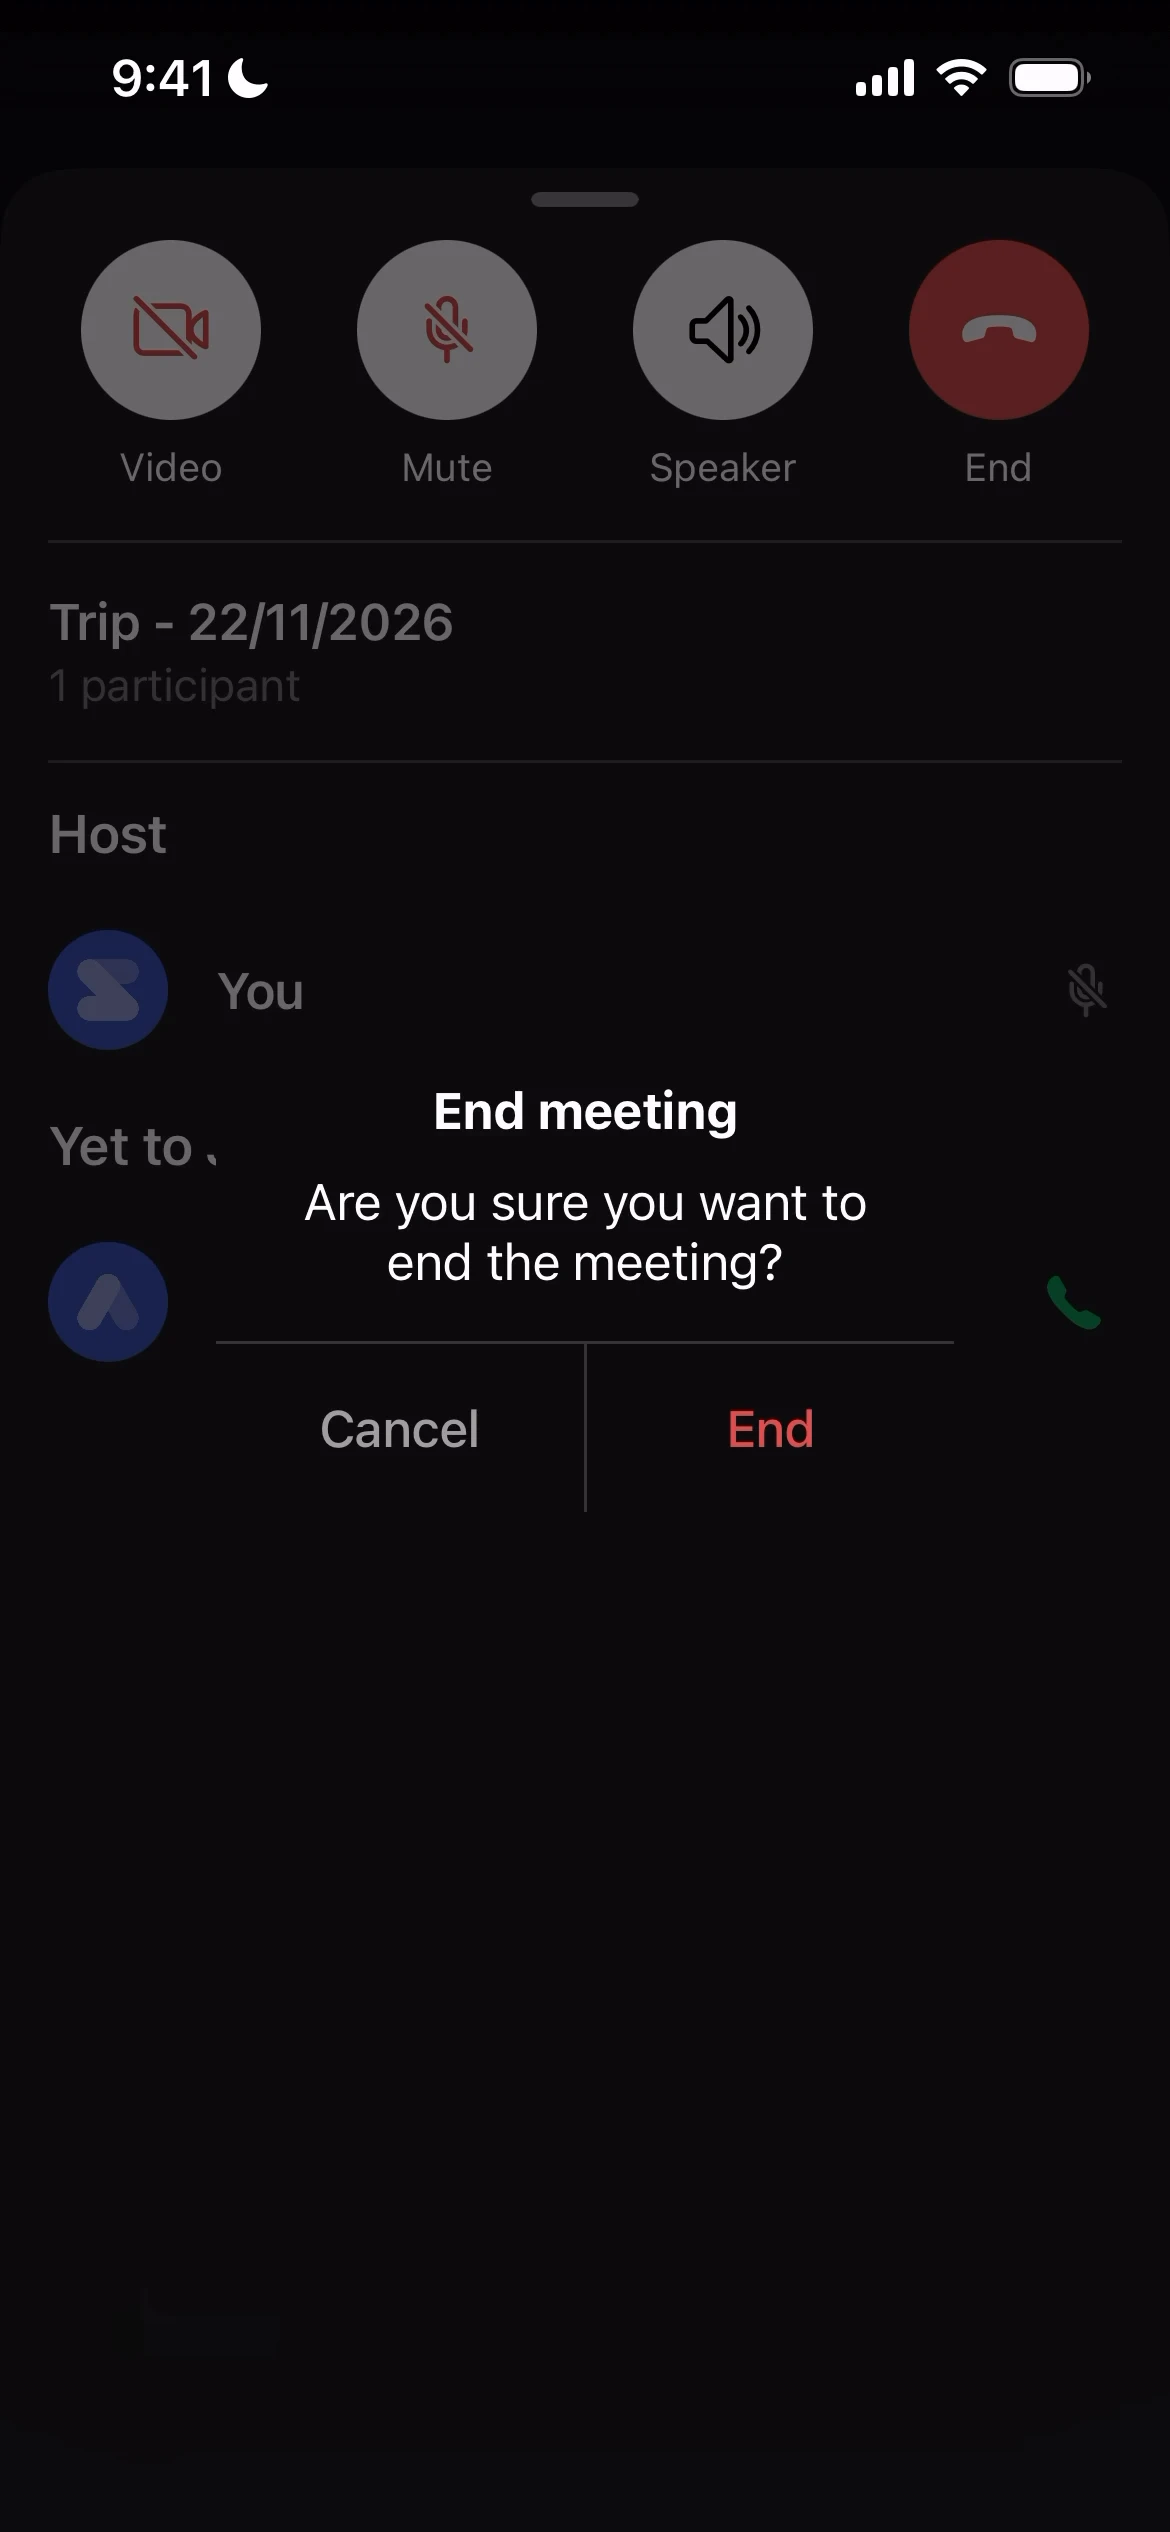 9:41
Video Mute Speaker End
Trip - 22/11/2026
1 participant
Host
You
Yet to
End meeting
Are you sure you want to
end the meeting?
Cancel End